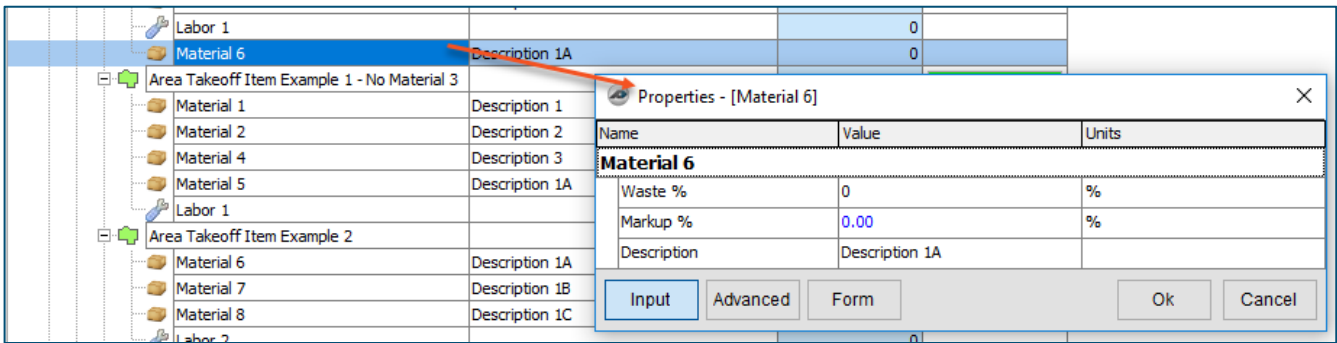 Labor 1 0
Material 6 Description 1A 0
Area Takeoff Item Example 1 - No Material 3
Material 1 Description 1
Material 2 Description 2
Material 4 Description 3
Material 5 Description 1A
Labor 1
Area Takeoff Item Example 2
Material 6 Description 1A
Material 7 Description 1B
Material 8 Description 1C
Labor 2 0
Properties - [Material 6]
Name Value Units
Material 6
Waste % 0 %
Markup % 0.00 %
Description Description 1A
Input Advanced Form Ok Cancel